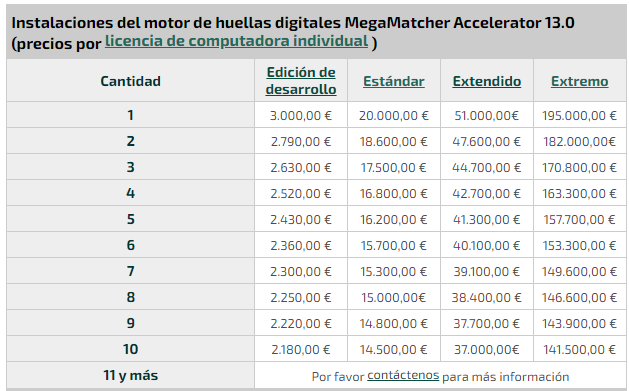 Instalaciones del motor de huellas digitales MegaMatcher Accelerator 13.0
(precios por licencia de computadora individual )
Cantidad Edición de desarrollo Estándar Extendido Extremo
1 3.000,00 € 20.000,00 € 51.000,00€ 195.000,00 €
2 2.790,00 € 18.600,00 € 47.600,00 € 182.000,00€
3 2.630,00 € 17.500,00 € 44.700,00 € 170.800,00 €
4 2.520,00 € 16.800,00 € 42.700,00 € 163.300,00 €
5 2.430,00 € 16.200,00 € 41.300,00 € 157.700,00 €
6 2.360,00 € 15.700,00 € 40.100,00 € 153.300,00 €
7 2.300,00 € 15.300,00 € 39.100,00 € 149.600,00 €
8 2.250,00 € 15.000,00€ 38.400,00 € 146.600,00 €
9 2.220,00 € 14.800,00 € 37.700,00 € 143.900,00 €
10 2.180,00 € 14.500,00 € 37.000,00€ 141.500,00 €
11 y más Por favor contáctenos para más información